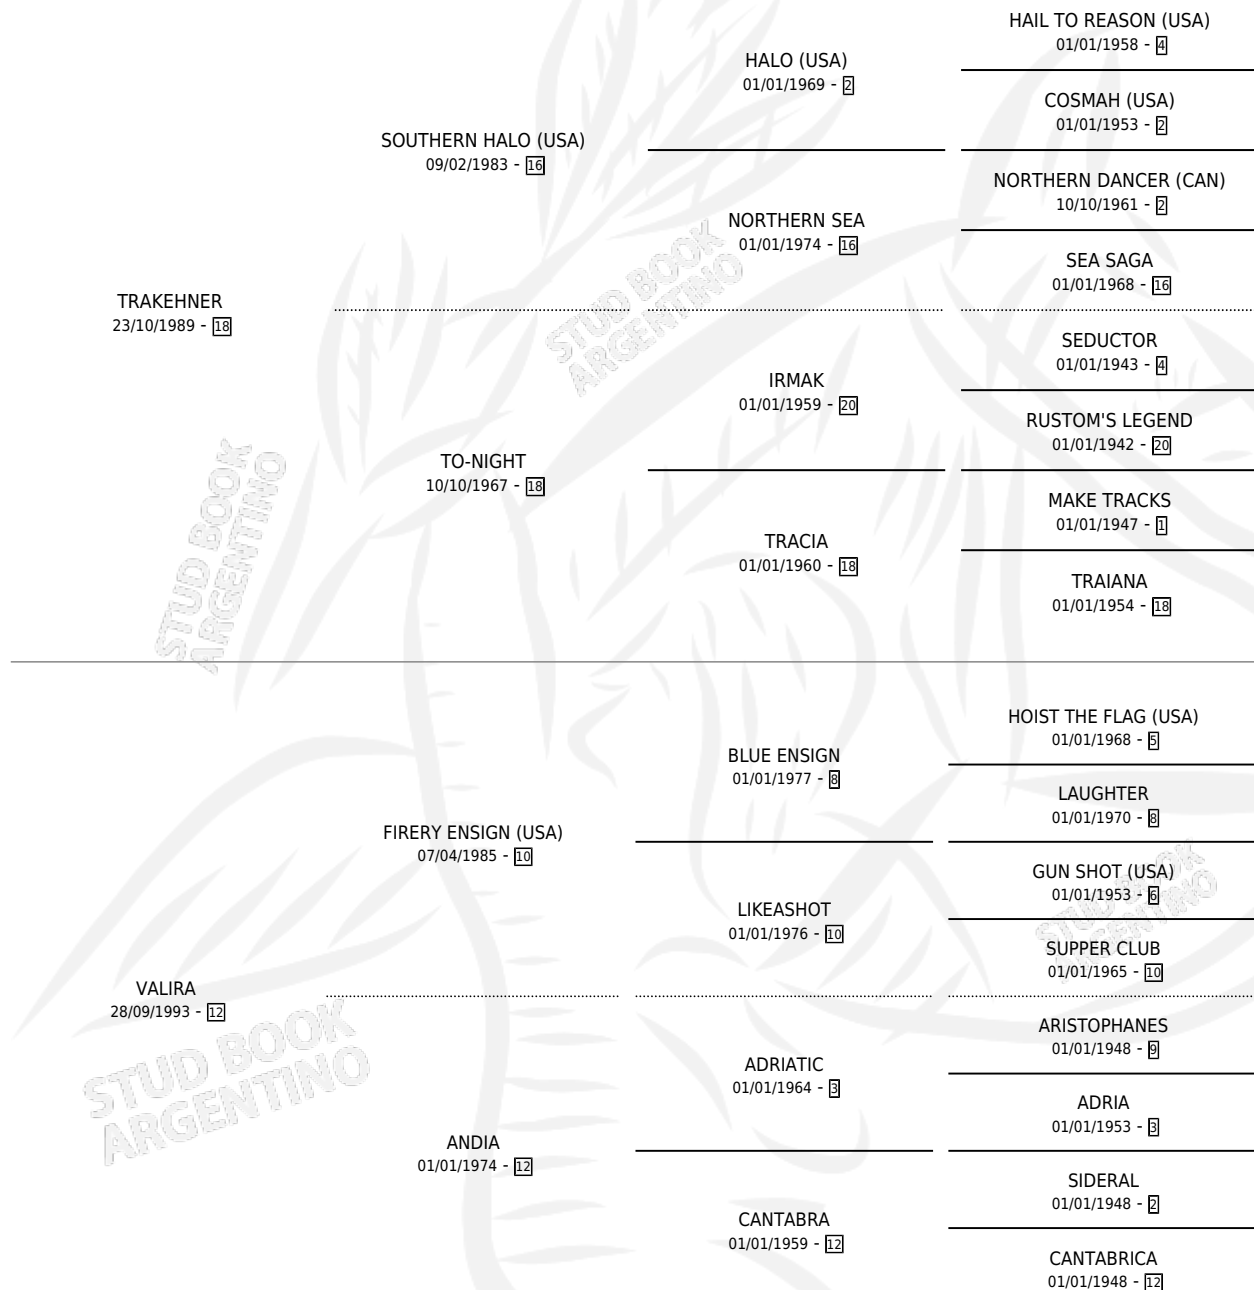 HAIL TO REASON (USA)
01/01/1958 - 4
HALO (USA)
01/01/1969 - 2
COSMAH (USA)
01/01/1953 - 2
SOUTHERN HALO (USA)
09/02/1983 - 16
NORTHERN DANCER (CAN)
10/10/1961 - 2
NORTHERN SEA
01/01/1974 - 16
SEA SAGA
01/01/1968 - 16
TRAKEHNER
23/10/1989 - 18
SEDUCTOR
01/01/1943 - 4
IRMAK
01/01/1959 - 20
RUSTOM'S LEGEND
01/01/1942 - 20
TO-NIGHT
10/10/1967 - 18
MAKE TRACKS
01/01/1947 - 1
TRACIA
01/01/1960 - 18
TRAIANA
01/01/1954 - 18
HOIST THE FLAG (USA)
01/01/1968 - 5
BLUE ENSIGN
01/01/1977 - 8
LAUGHTER
01/01/1970 - 8
FIRERY ENSIGN (USA)
07/04/1985 - 10
GUN SHOT (USA)
01/01/1953 - 6
LIKEASHOT
01/01/1976 - 10
SUPPER CLUB
01/01/1965 - 10
VALIRA
28/09/1993 - 12
ARISTOPHANES
01/01/1948 - 9
ADRIATIC
01/01/1964 - 3
ADRIA
01/01/1953 - 3
ANDIA
01/01/1974 - 12
SIDERAL
01/01/1948 - 2
CANTABRA
01/01/1959 - 12
CANTABRICA
01/01/1948 - 12
STUD BOOK
ARGENTINO
STUD BOOK
ARGENTINO
STUD BOOK
ARGENTINO
STUD BOOK
ARGENTINO